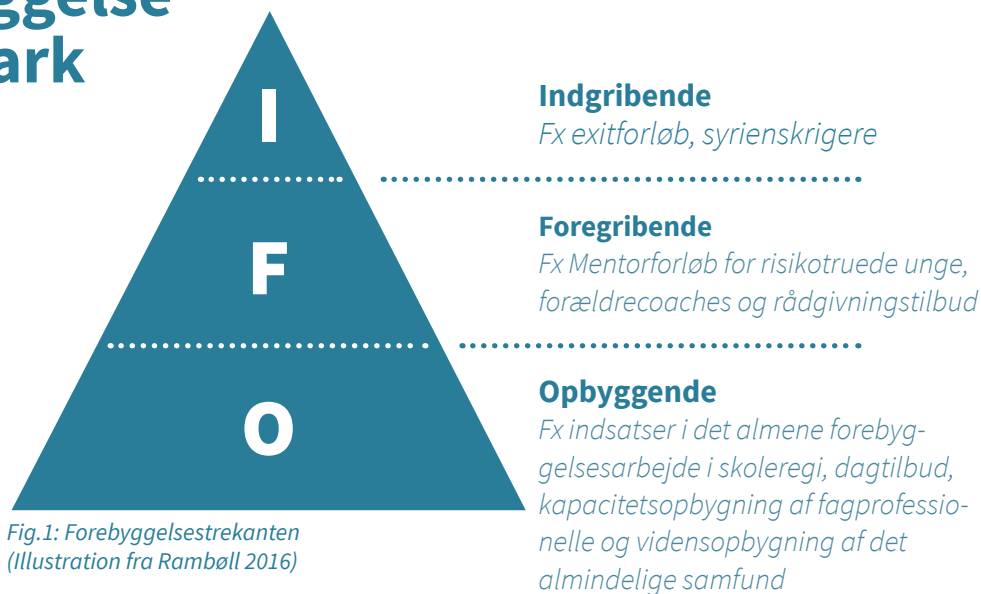 ggelse
ark
I
Indgribende
Fx exitforløb, syrienskrigere
F
Foregribende
Fx Mentorforløb for risikotruede unge,
forældrecoaches og rådgivningstilbud
O
Opbyggende
Fx indsatser i det almene forebyg-
gelsesarbejde i skoleregi, dagtilbud,
kapacitetsopbygning af fagprofessio-
nelle og vidensopbygning af det
almindelige samfund
Fig.1: Forebyggelsestrekanten
(Illustration fra Rambøll 2016)